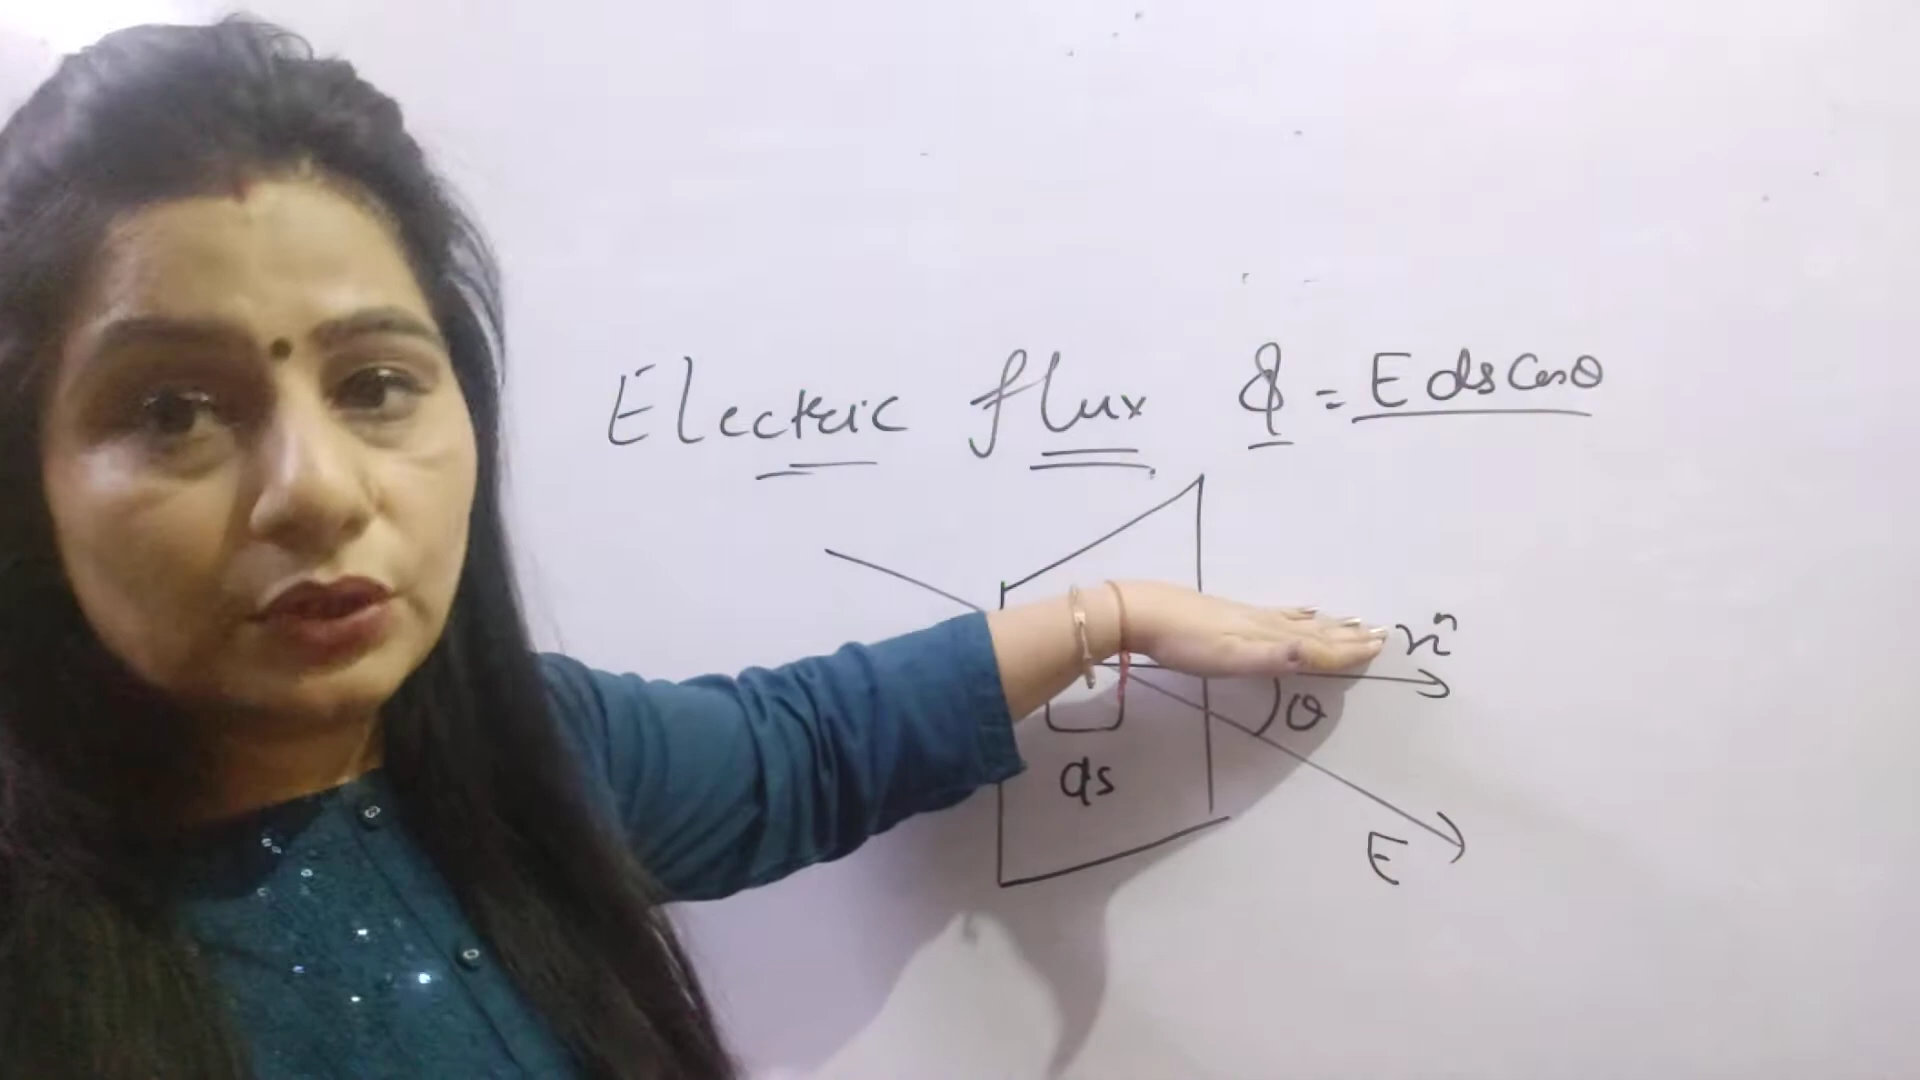 Electric flux ϕ = E ds Cosθ
n̂
θ
ds
E